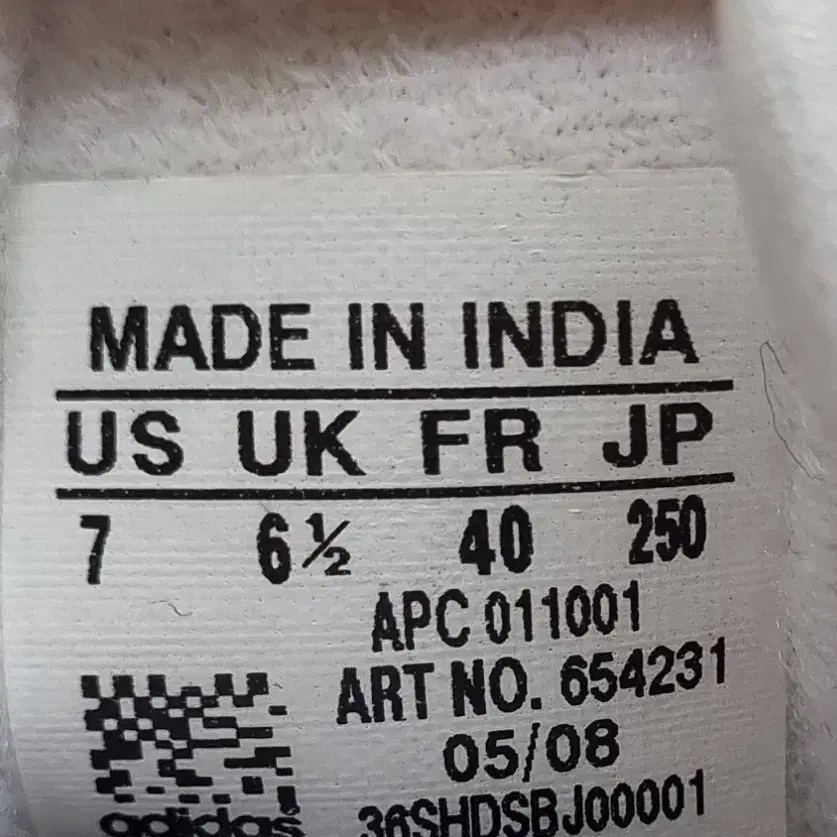 MADE IN INDIA
US UK FR JP
7 6½ 40 250
APC 011001
ART NO. 654231
05/08
adidas 36SHDSBJ00001